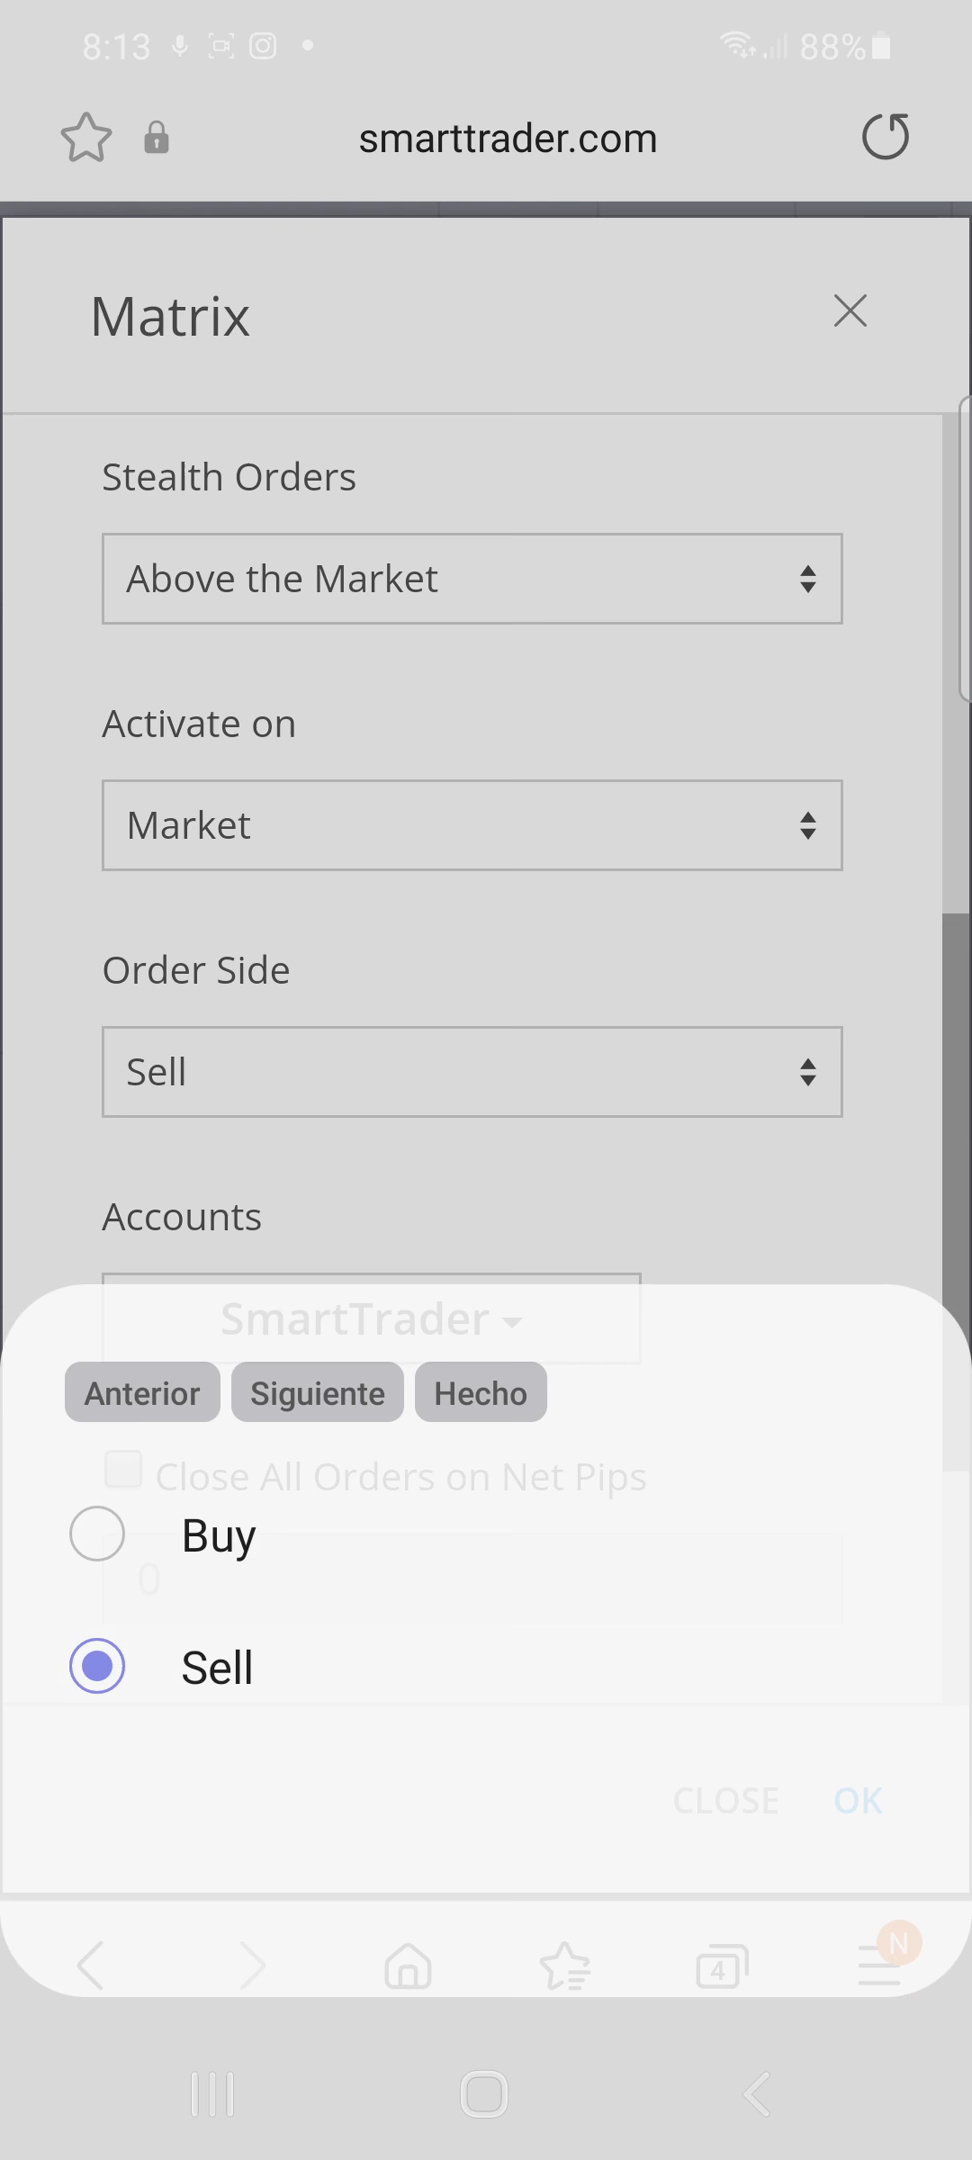 8:13
88%
smarttrader.com
Matrix
Stealth Orders
Above the Market
Activate on
Market
Order Side
Sell
Accounts
SmartTrader
Anterior Siguiente Hecho
Close All Orders on Net Pips
Buy
0
Sell
CLOSE OK
N
4